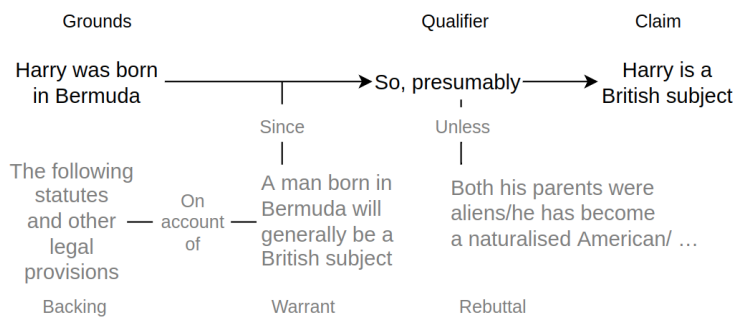 Grounds
Qualifier
Claim
Harry was born
in Bermuda
So, presumably
Harry is a
British subject
Since
Unless
The following
statutes
and other
legal
provisions
On
account
of
A man born in
Bermuda will
generally be a
British subject
Both his parents were
aliens/he has become
a naturalised American/ …
Backing
Warrant
Rebuttal